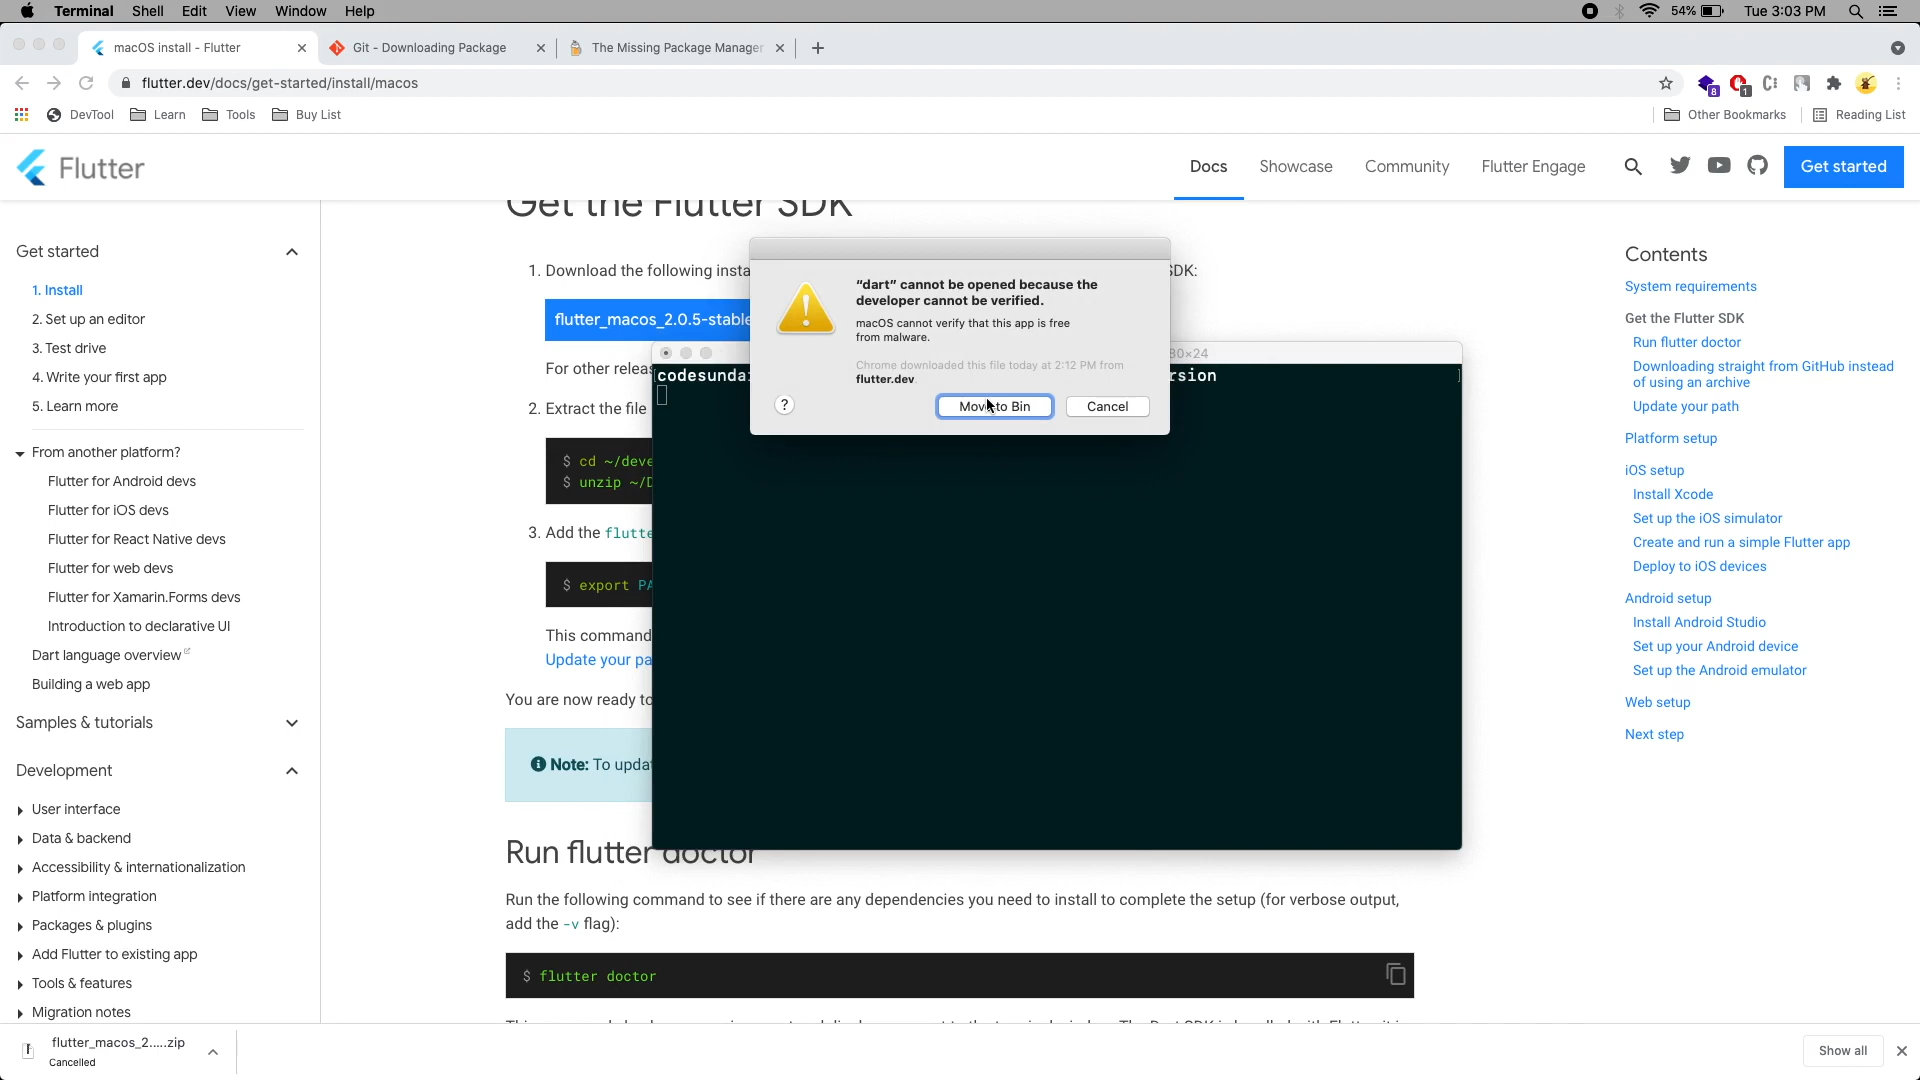 Terminal Shell Edit View Window Help
54% Tue 3:03 PM
macOS install - Flutter
Git - Downloading Package
The Missing Package Manager
flutter.dev/docs/get-started/install/macos
8
1
DevTool Learn Tools Buy List
Other Bookmarks Reading List
Flutter
Docs Showcase Community Flutter Engage Get started
Get started
1. Install
2. Set up an editor
3. Test drive
4. Write your first app
5. Learn more
From another platform?
Flutter for Android devs
Flutter for iOS devs
Flutter for React Native devs
Flutter for web devs
Flutter for Xamarin.Forms devs
Introduction to declarative UI
Dart language overview
Building a web app
Samples & tutorials
Development
User interface
Data & backend
Accessibility & internationalization
Platform integration
Packages & plugins
Add Flutter to existing app
Tools & features
Migration notes
Get the Flutter SDK
1. Download the following insta
SDK:
flutter_macos_2.0.5-stable
For other releas
2. Extract the file
$ cd ~/deve
$ unzip ~/D
3. Add the flutte
$ export PA
This command
Update your pa
You are now ready to
Note: To updat
Run flutter doctor
Run the following command to see if there are any dependencies you need to install to complete the setup (for verbose output,
add the -v flag):
$ flutter doctor
80×24
codesunda
rsion
“dart” cannot be opened because the
developer cannot be verified.
macOS cannot verify that this app is free
from malware.
Chrome downloaded this file today at 2:12 PM from
flutter.dev.
?
Move to Bin
Cancel
Contents
System requirements
Get the Flutter SDK
Run flutter doctor
Downloading straight from GitHub instead
of using an archive
Update your path
Platform setup
iOS setup
Install Xcode
Set up the iOS simulator
Create and run a simple Flutter app
Deploy to iOS devices
Android setup
Install Android Studio
Set up your Android device
Set up the Android emulator
Web setup
Next step
flutter_macos_2.....zip
Cancelled
Show all